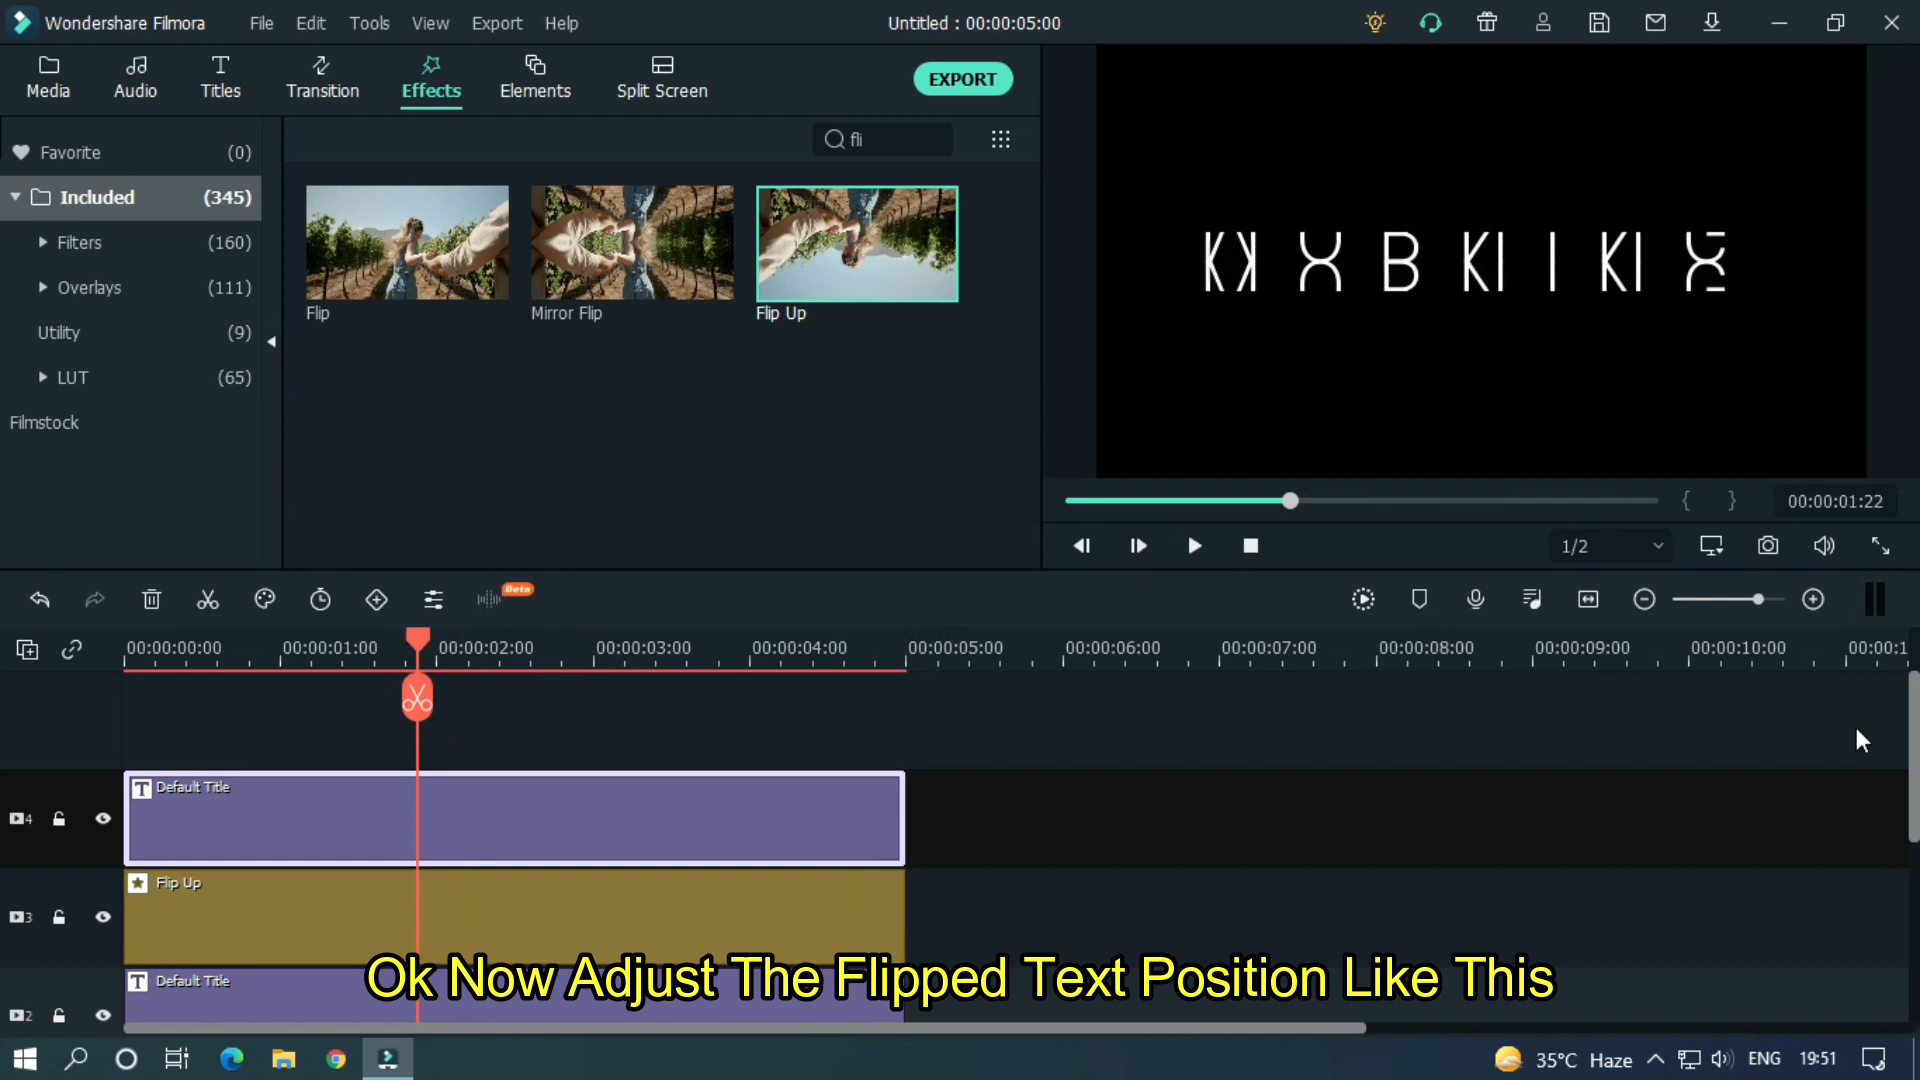 Wondershare Filmora File Edit Tools View Export Help Untitled : 00:00:05:00
Media Audio Titles Transition Effects Elements Split Screen EXPORT
Favorite (0) fli
Included (345)
Filters (160)
Overlays (111)
Utility (9)
LUT (65)
Filmstock
Flip Mirror Flip Flip Up
00:00:01:22
1/2
Beta
00:00:00:00 00:00:01:00 00:00:02:00 00:00:03:00 00:00:04:00 00:00:05:00 00:00:06:00 00:00:07:00 00:00:08:00 00:00:09:00 00:00:10:00 00:00:1
Default Title
4
Flip Up
3
Default Title
2
Ok Now Adjust The Flipped Text Position Like This
35°C Haze ENG 19:51